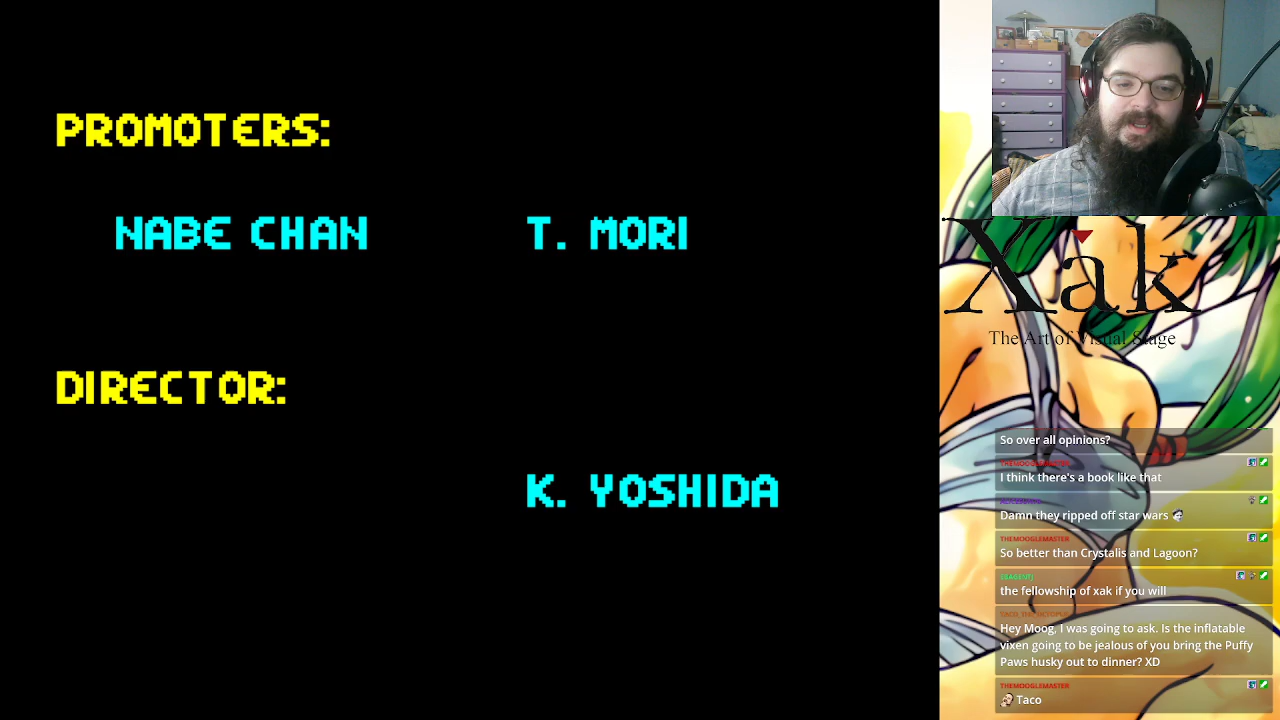 PROMOTERS:
NABE CHAN
T. MORI
DIRECTOR:
K. YOSHIDA
Xak
The Art of Visual Stage
So over all opinions?
THEMOOGLEMASTER
I think there's a book like that
Damn they ripped off star wars
THEMOOGLEMASTER
So better than Crystalis and Lagoon?
the fellowship of xak if you will
Hey Moog, I was going to ask. Is the inflatable
vixen going to be jealous of you bring the Puffy
Paws husky out to dinner? XD
THEMOOGLEMASTER
Taco